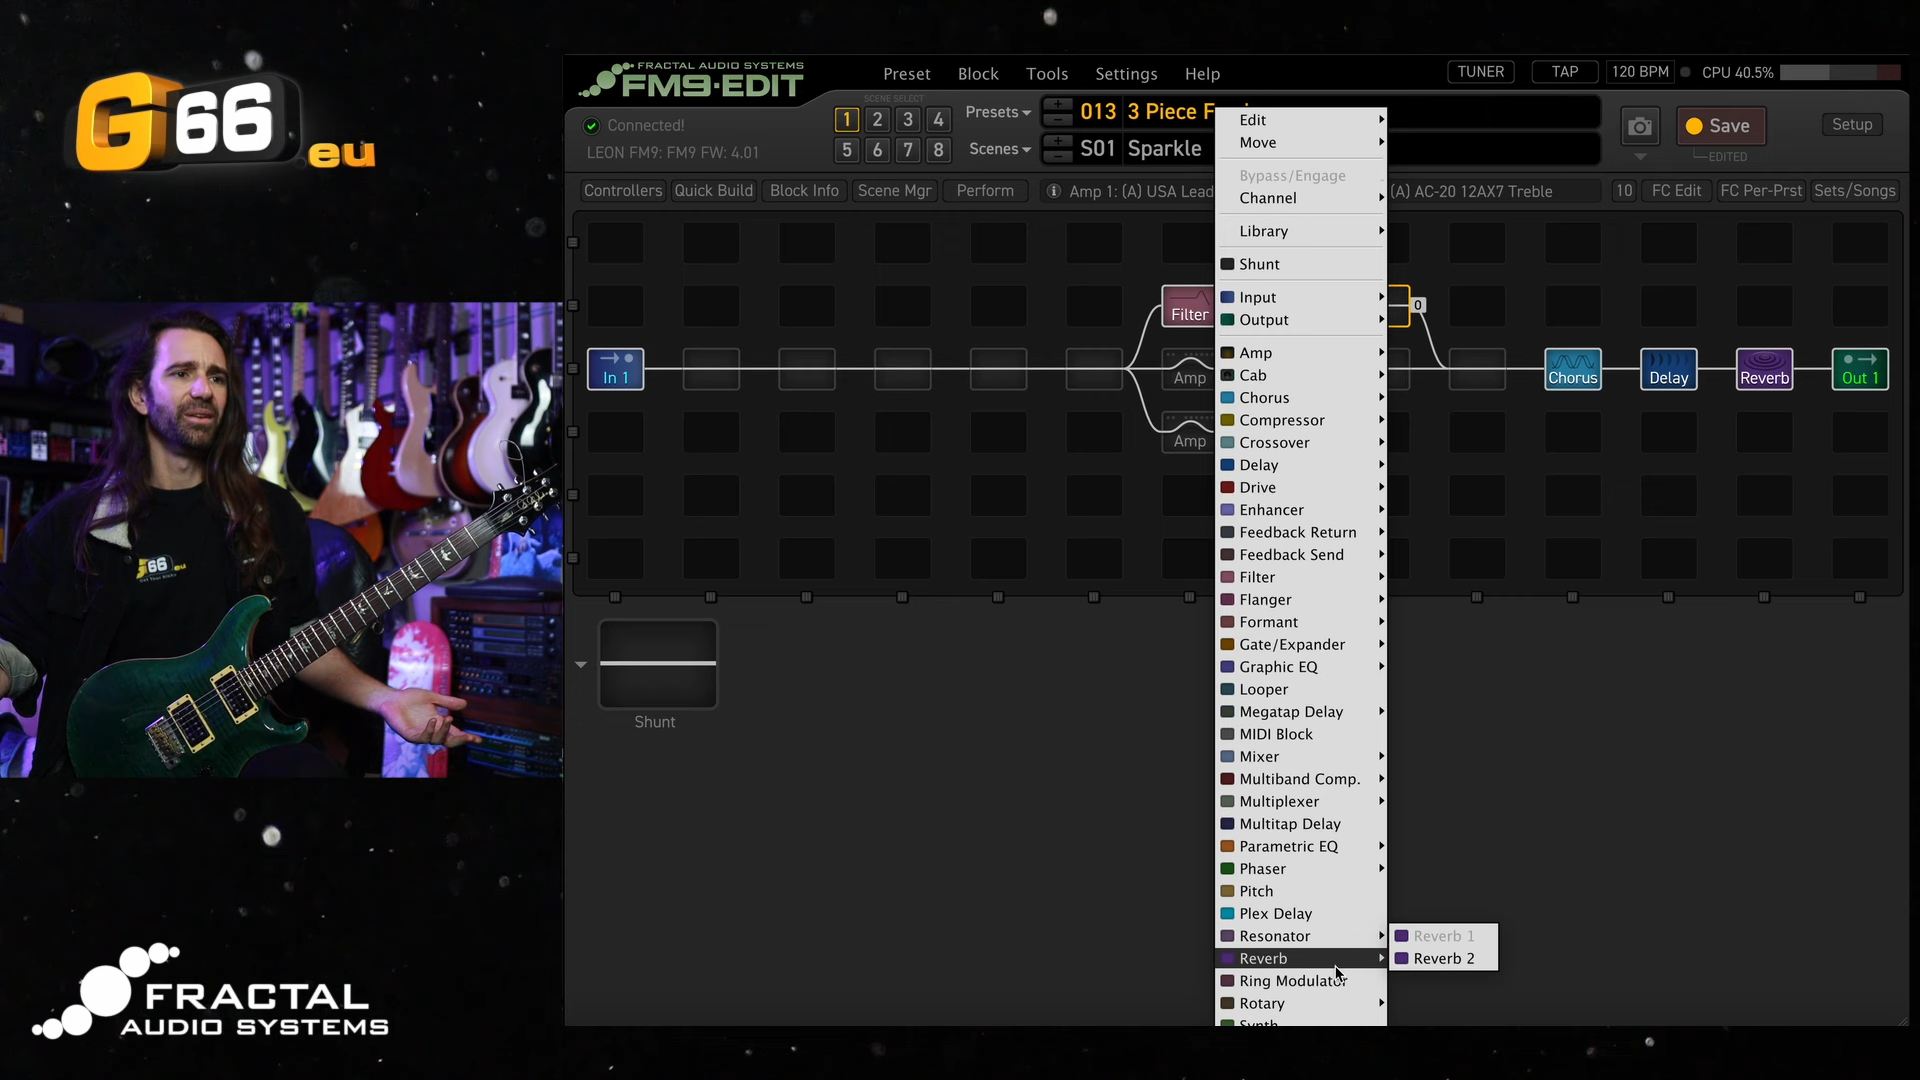 G66
.eu
FRACTAL AUDIO SYSTEMS
FM9-EDIT
Preset
Block
Tools
Settings
Help
TUNER
TAP
120 BPM
CPU 40.5%
Connected!
LEON FM9: FM9 FW: 4.01
SCENE SELECT
1 2 3 4
5 6 7 8
Presets
Scenes
+
-
013 3 Piece F
+
-
S01 Sparkle
Save
EDITED
Setup
Controllers
Quick Build
Block Info
Scene Mgr
Perform
Amp 1: (A) USA Lead
(A) AC-20 12AX7 Treble
10
FC Edit
FC Per-Prst
Sets/Songs
In 1
Filter
Amp
Amp
0
Chorus
Delay
Reverb
Out 1
Shunt
Edit
Move
Bypass/Engage
Channel
Library
Shunt
Input
Output
Amp
Cab
Chorus
Compressor
Crossover
Delay
Drive
Enhancer
Feedback Return
Feedback Send
Filter
Flanger
Formant
Gate/Expander
Graphic EQ
Looper
Megatap Delay
MIDI Block
Mixer
Multiband Comp.
Multiplexer
Multitap Delay
Parametric EQ
Phaser
Pitch
Plex Delay
Resonator
Reverb
Ring Modulator
Rotary
Synth
Reverb 1
Reverb 2
G66.eu
FRACTAL
AUDIO SYSTEMS